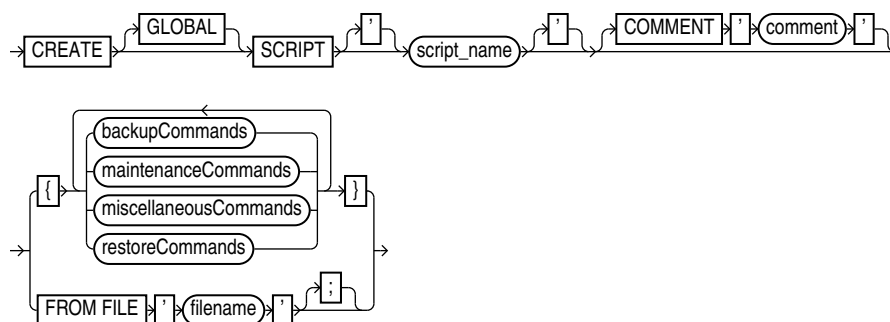 CREATE GLOBAL SCRIPT ' script_name ' COMMENT ' comment '
backupCommands
maintenanceCommands
{ miscellaneousCommands }
restoreCommands
FROM FILE ' filename ' ;